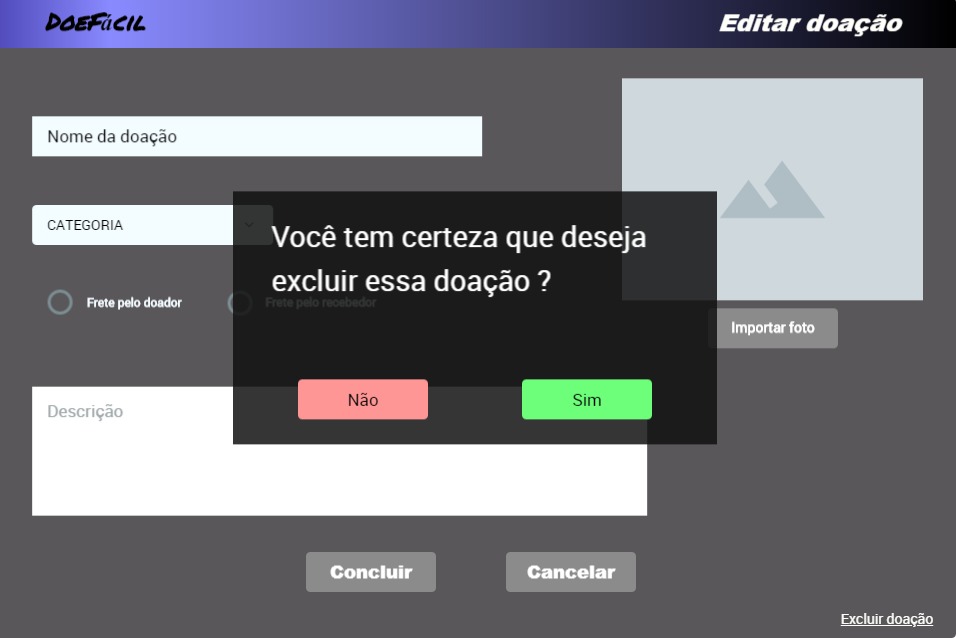 DoeFácil
Editar doação
Nome da doação
CATEGORIA
Você tem certeza que deseja
excluir essa doação ?
Frete pelo doador
Frete pelo recebedor
Importar foto
Não
Sim
Descrição
Concluir
Cancelar
Excluir doação